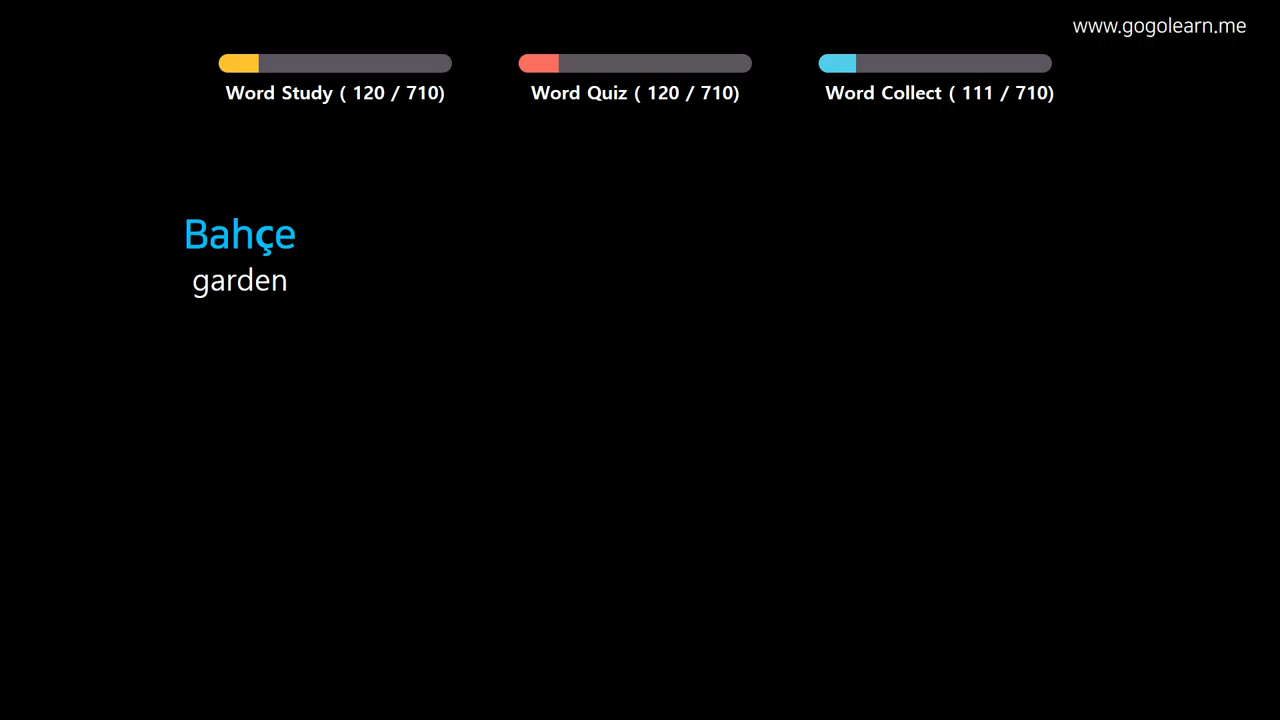 www.gogolearn.me
Word Study ( 120 / 710)
Word Quiz ( 120 / 710)
Word Collect ( 111 / 710)
Bahçe
garden